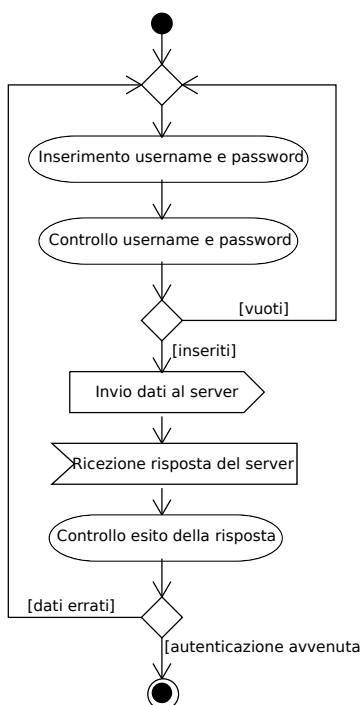 Inserimento username e password
Controllo username e password
[vuoti]
[inseriti]
Invio dati al server
Ricezione risposta del server
Controllo esito della risposta
[dati errati]
[autenticazione avvenuta